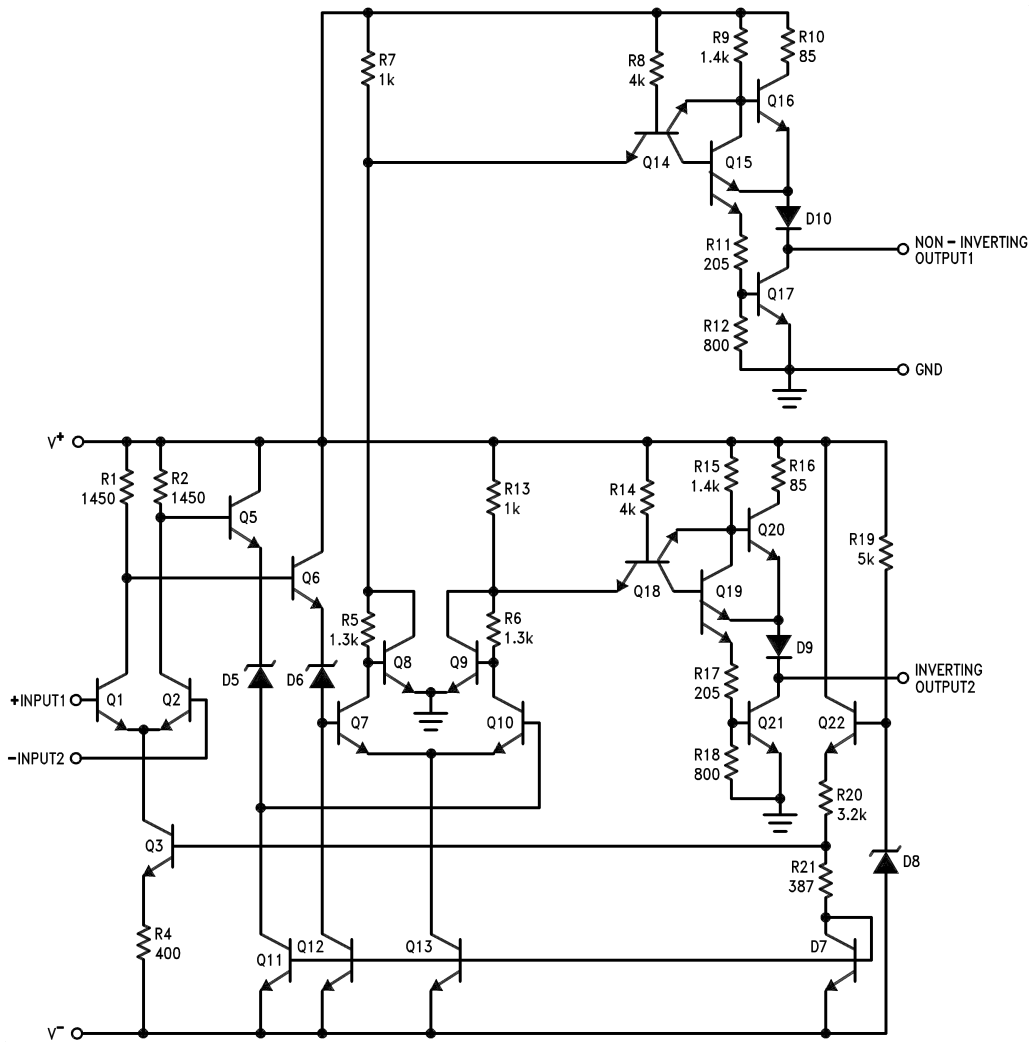 R7
1k
R8
4k
R9
1.4k
R10
85
Q16
Q14
Q15
D10
R11
205
NON – INVERTING
OUTPUT1
Q17
R12
800
GND
V+
R1
1450
R2
1450
Q5
Q6
R13
1k
R14
4k
R15
1.4k
R16
85
Q20
R19
5k
Q18
Q19
R5
1.3k
R6
1.3k
Q8
Q9
D5
D6
D9
R17
205
INVERTING
OUTPUT2
+INPUT1
Q1
Q2
Q7
Q10
Q21
Q22
–INPUT2
R18
800
R20
3.2k
Q3
R21
387
D8
R4
400
Q11
Q12
Q13
D7
V–